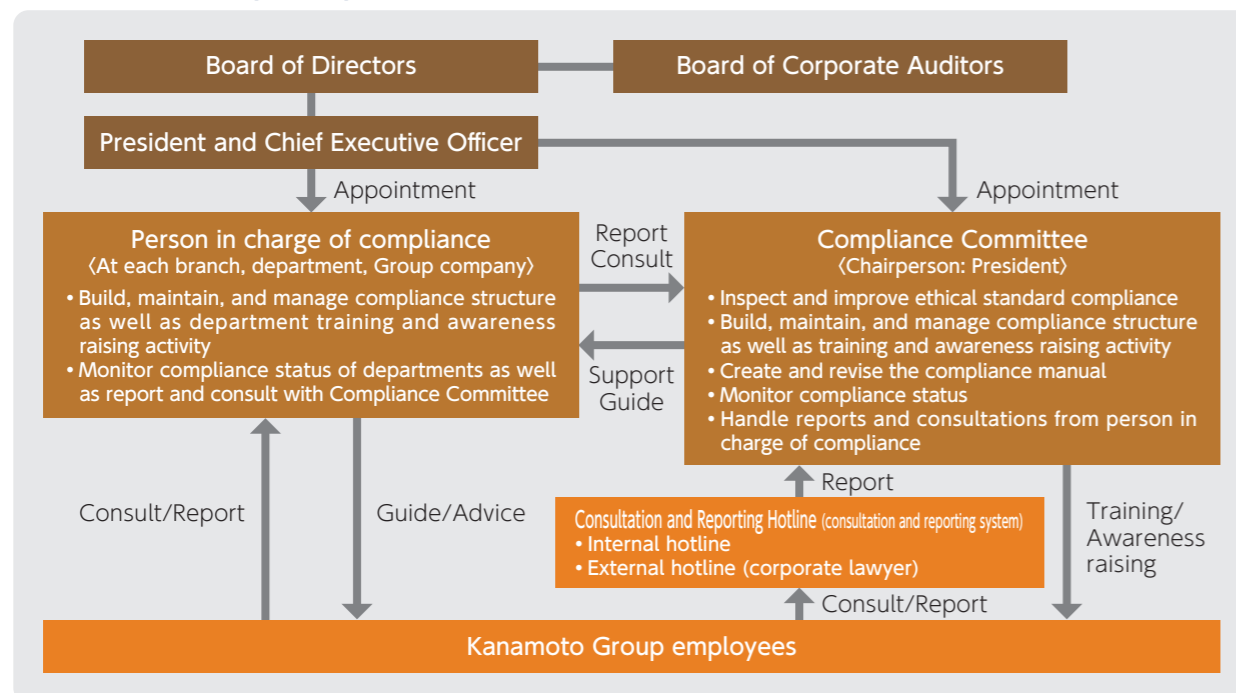 Board of Directors
Board of Corporate Auditors
President and Chief Executive Officer
Appointment
Appointment
Person in charge of compliance
〈At each branch, department, Group company〉
• Build, maintain, and manage compliance structure
as well as department training and awareness
raising activity
• Monitor compliance status of departments as well
as report and consult with Compliance Committee
Report
Consult
Support
Guide
Compliance Committee
〈Chairperson: President〉
• Inspect and improve ethical standard compliance
• Build, maintain, and manage compliance structure
as well as training and awareness raising activity
• Create and revise the compliance manual
• Monitor compliance status
• Handle reports and consultations from person in
charge of compliance
Consult/Report
Guide/Advice
Report
Consultation and Reporting Hotline (consultation and reporting system)
• Internal hotline
• External hotline (corporate lawyer)
Consult/Report
Training/
Awareness
raising
Kanamoto Group employees